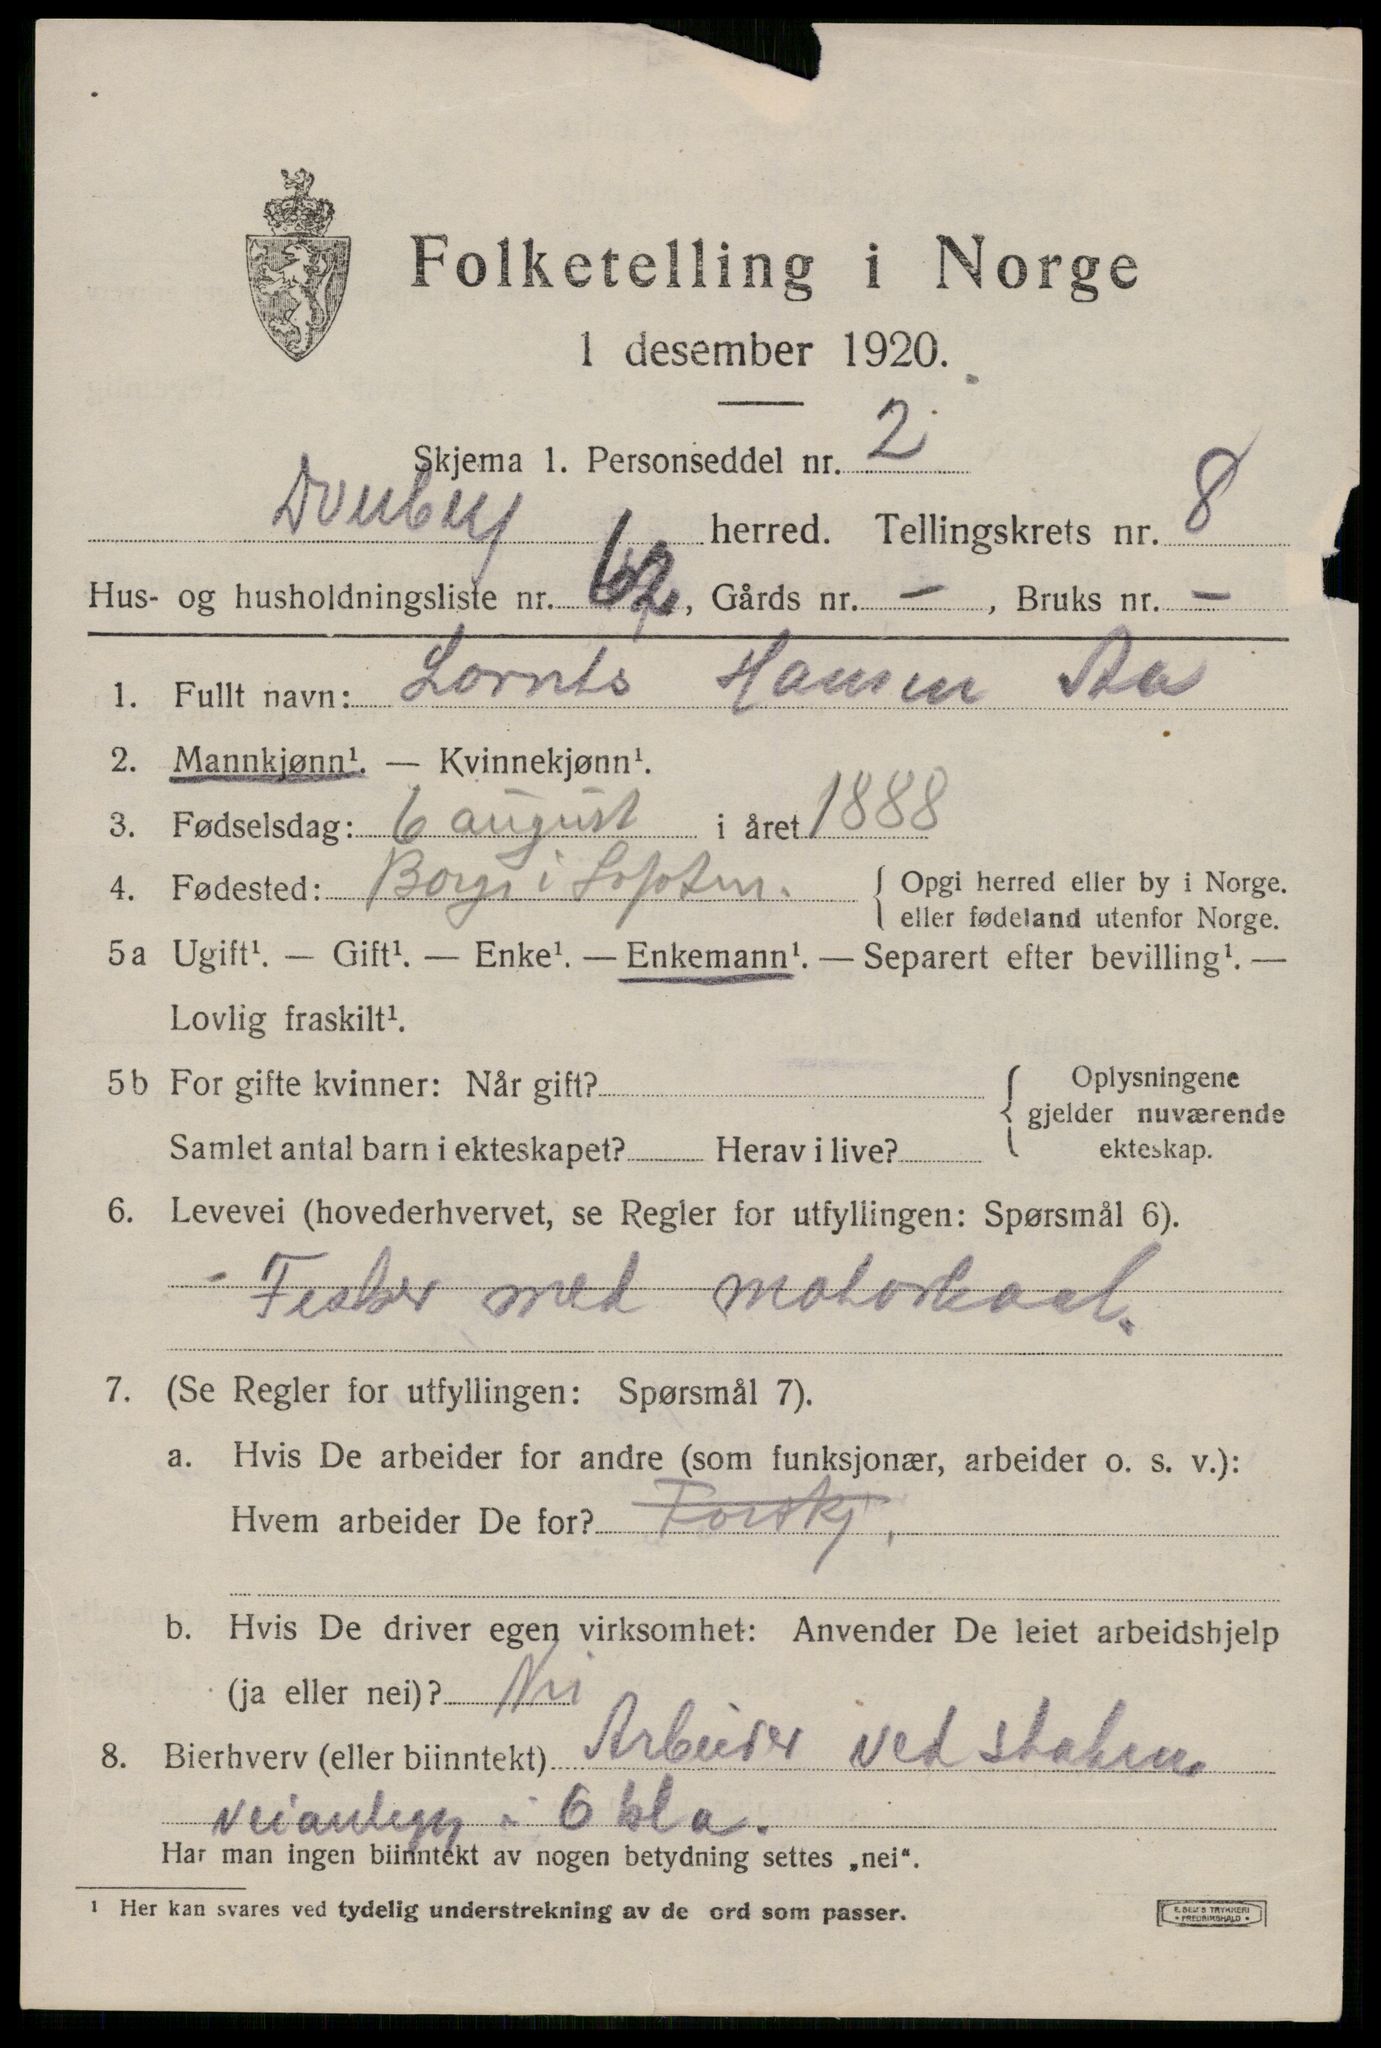 Folketelling i Norge
1 desember 1920.
Skjema 1. Personseddel nr. 2
Dverberg herred. Tellingskrets nr. 8
Hus- og husholdningsliste nr. 62, Gårds nr. —, Bruks nr. —
1. Fullt navn: Lornts Hansen Aa
2. Mannkjønn¹. — Kvinnekjønn¹.
3. Fødselsdag: 6 august i året 1888
4. Fødested: Borge i Lofoten. { Opgi herred eller by i Norge.
eller fødeland utenfor Norge.
5a Ugift¹. — Gift¹. — Enke¹. — Enkemann¹. — Separert efter bevilling¹. —
Lovlig fraskilt¹.
5b For gifte kvinner: Når gift? { Oplysningene
gjelder nuværende
Samlet antal barn i ekteskapet? Herav i live? ekteskap.
6. Levevei (hovederhvervet, se Regler for utfyllingen: Spørsmål 6).
Fisker med motorbaat.
7. (Se Regler for utfyllingen: Spørsmål 7).
a. Hvis De arbeider for andre (som funksjonær, arbeider o. s. v.):
Hvem arbeider De for?
b. Hvis De driver egen virksomhet: Anvender De leiet arbeidshjelp
(ja eller nei)? Nei
8. Bierhverv (eller biinntekt) Arbeider ved statens
veianlegg
Har man ingen biinntekt av nogen betydning settes „nei“.
¹ Her kan svares ved tydelig understrekning av de ord som passer.
E. SEM'S TRYKKERI
• FREDRIKSHALD •